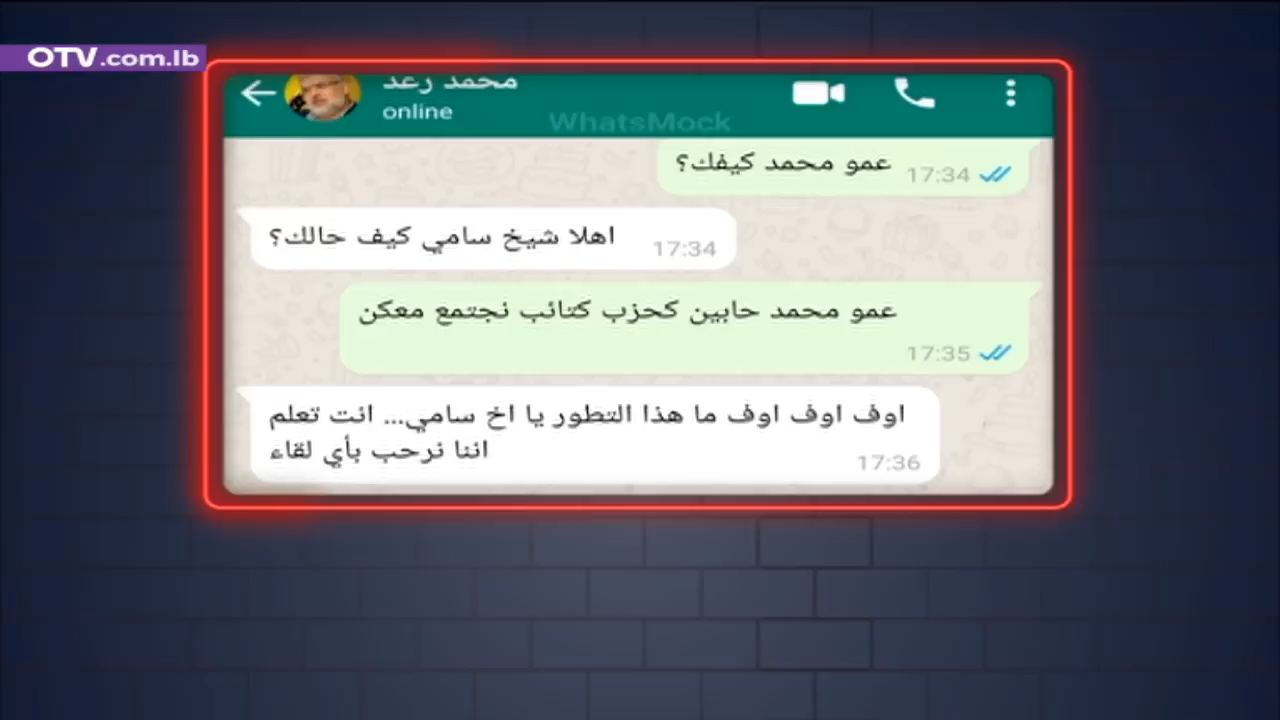 OTV.com.lb
محمد رعد
online
WhatsMock
عمو محمد كيفك؟
17:34
اهلا شيخ سامي كيف حالك؟
17:34
عمو محمد حابين كحزب كتائب نجتمع معكن
17:35
اوف اوف اوف ما هذا التطور يا اخ سامي... انت تعلم
اننا نرحب بأي لقاء
17:36